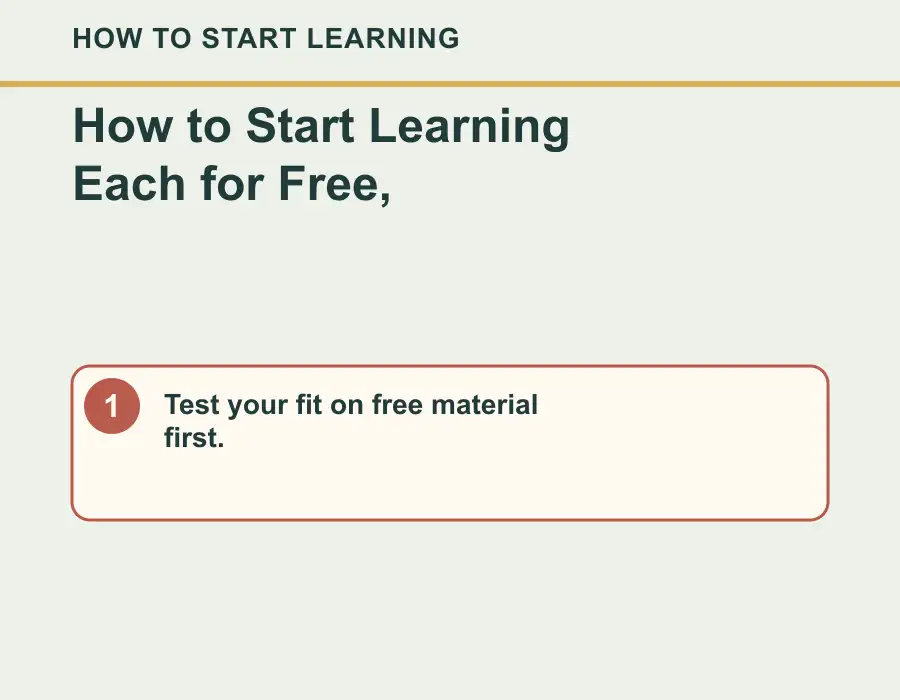 HOW TO START LEARNING
How to Start Learning
Each for Free,
1
Test your fit on free material
first.